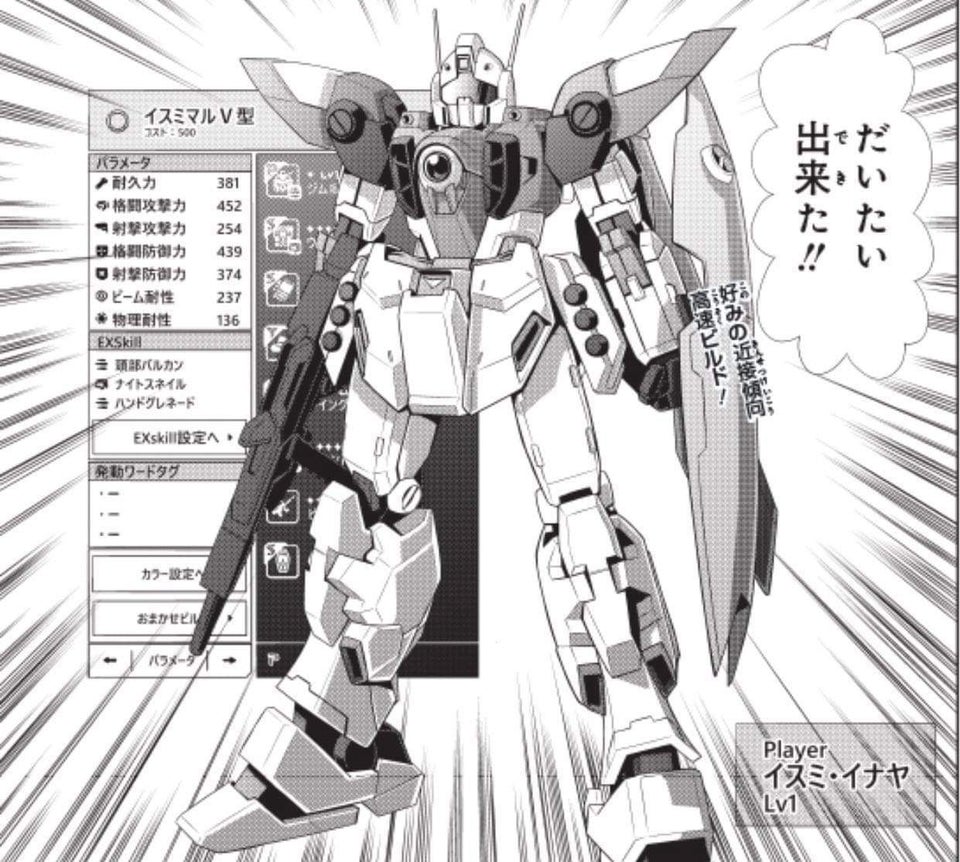 だいたい
出来た!!
好みの近接傾向
高速ビルド!
イスミマル V 型
コスト：500
パラメータ
耐久力 381
格闘攻撃力 452
射撃攻撃力 254
格闘防御力 439
射撃防御力 374
ビーム耐性 237
物理耐性 136
EXSkill
頭部バルカン
ナイトスネイル
ハンドグレネード
EXskill設定へ
発動ワードタグ
・ー
・ー
・ー
カラー設定へ
おまかせビル
← パラメータ →
Player
イスミ・イナヤ
Lv1